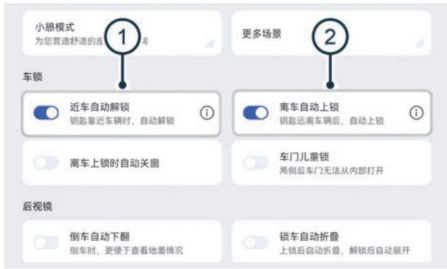 小憩模式
为您营造舒适的
1
更多场景
2
车锁
近车自动解锁
钥匙靠近车辆时，自动解锁
离车自动上锁
钥匙远离车辆后，自动上锁
离车上锁时自动关窗
车门儿童锁
两侧后车门无法从内部打开
后视镜
倒车自动下翻
倒车时，更便于查看地面情况
锁车自动折叠
上锁后自动折叠，解锁后自动展开